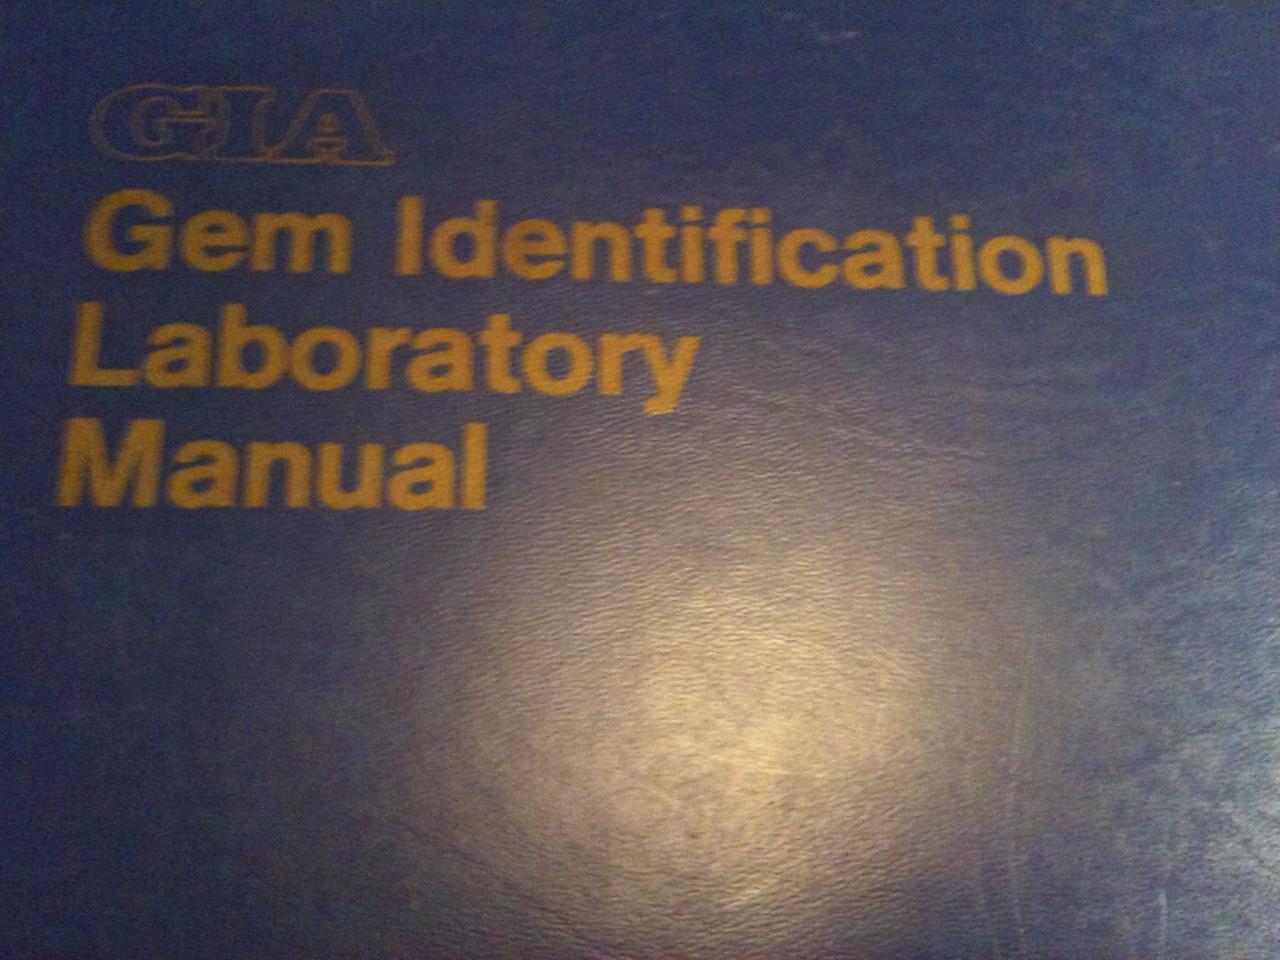 GIA
Gem Identification
Laboratory
Manual